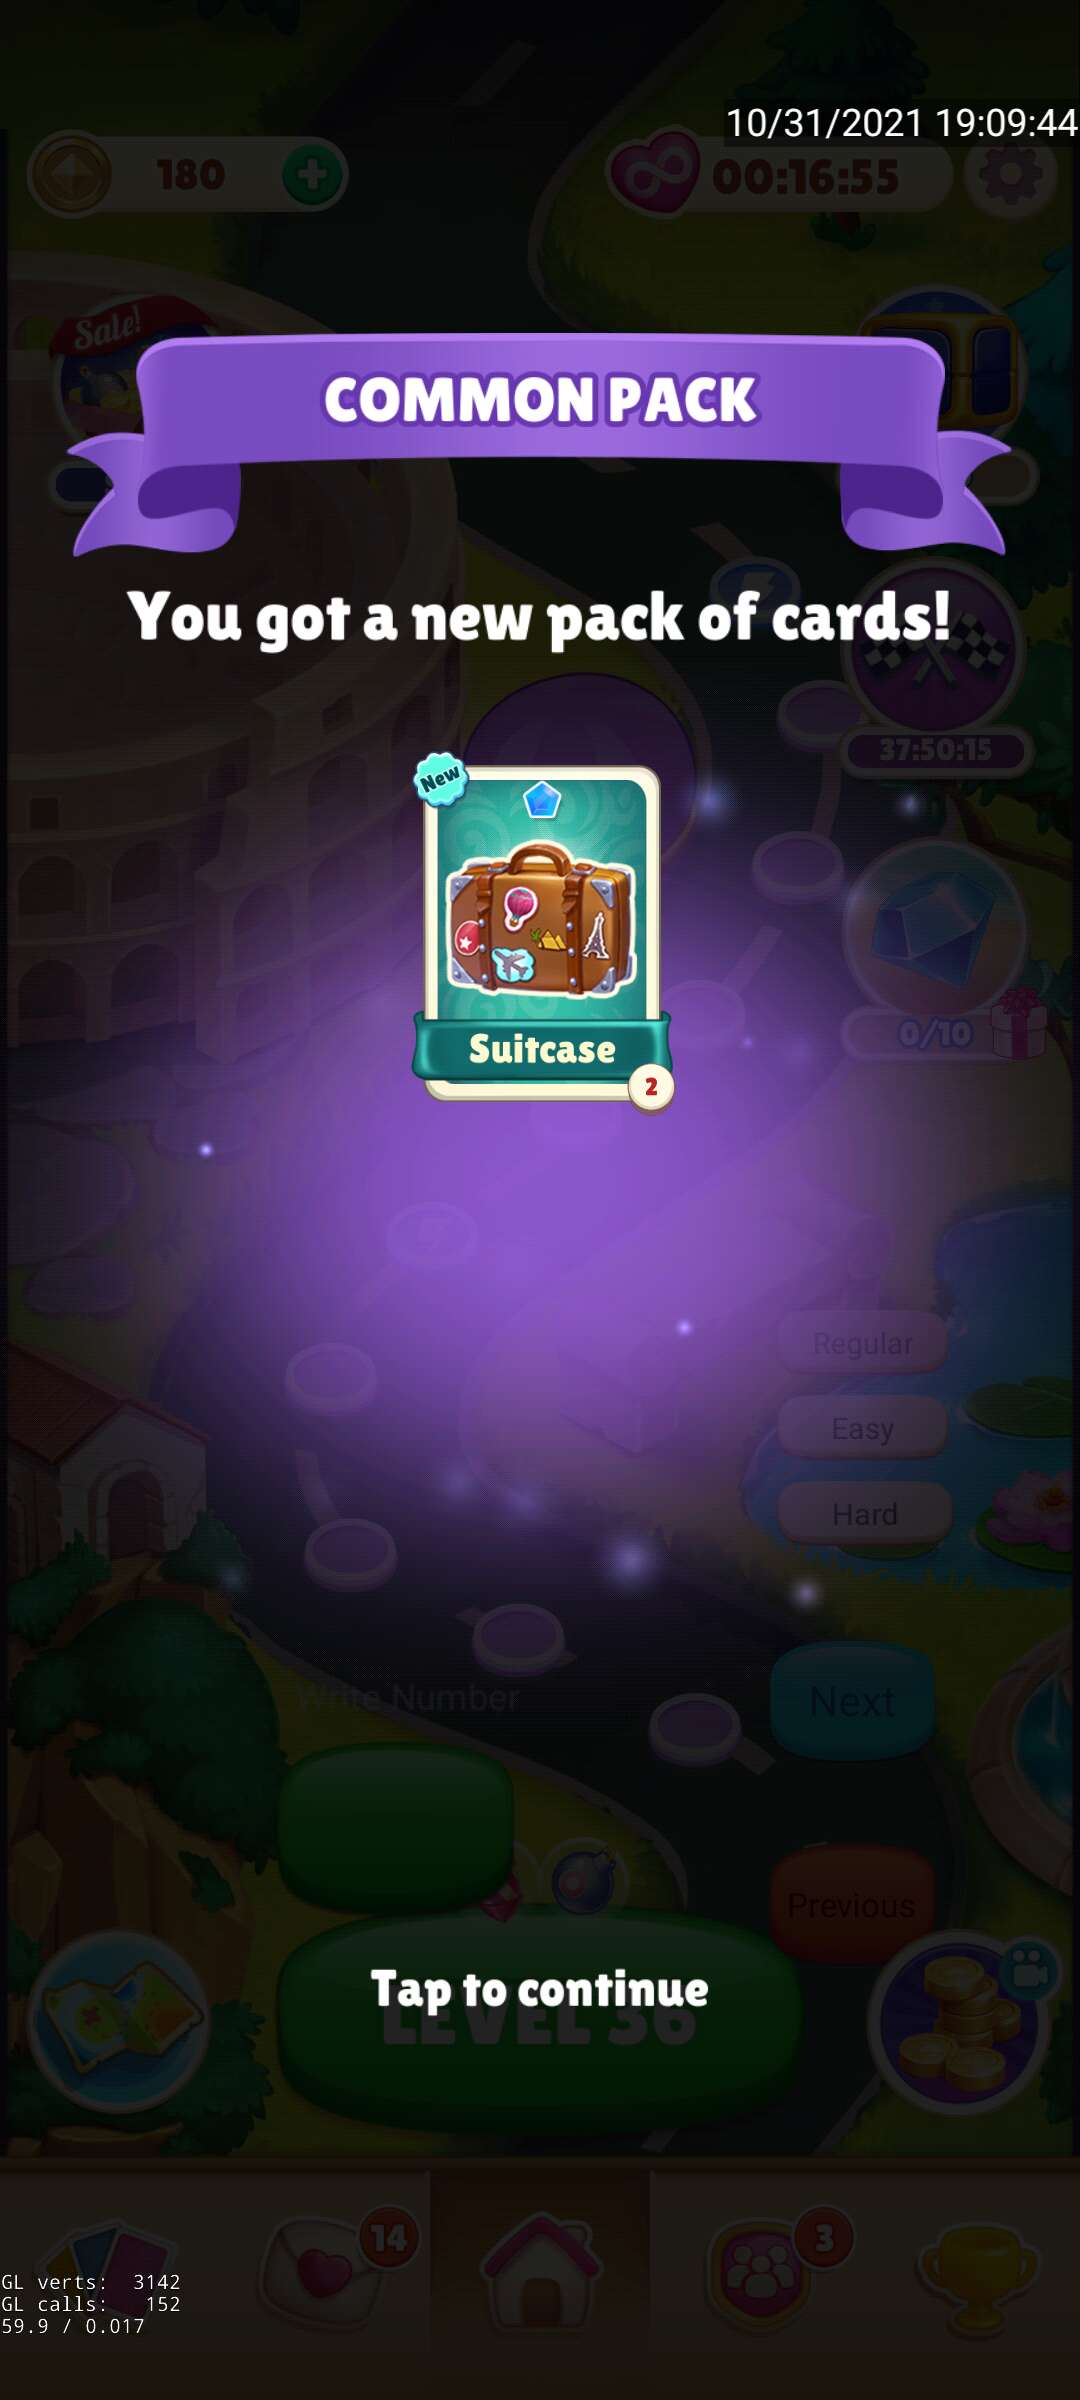 10/31/2021 19:09:44
180
00:16:55
Sale!
COMMON PACK
You got a new pack of cards!
37:50:15
New
Suitcase
2
0/10
Regular
Easy
Hard
Write Number
Next
Previous
Tap to continue
LEVEL 36
14
3
GL verts: 3142
GL calls: 152
59.9 / 0.017